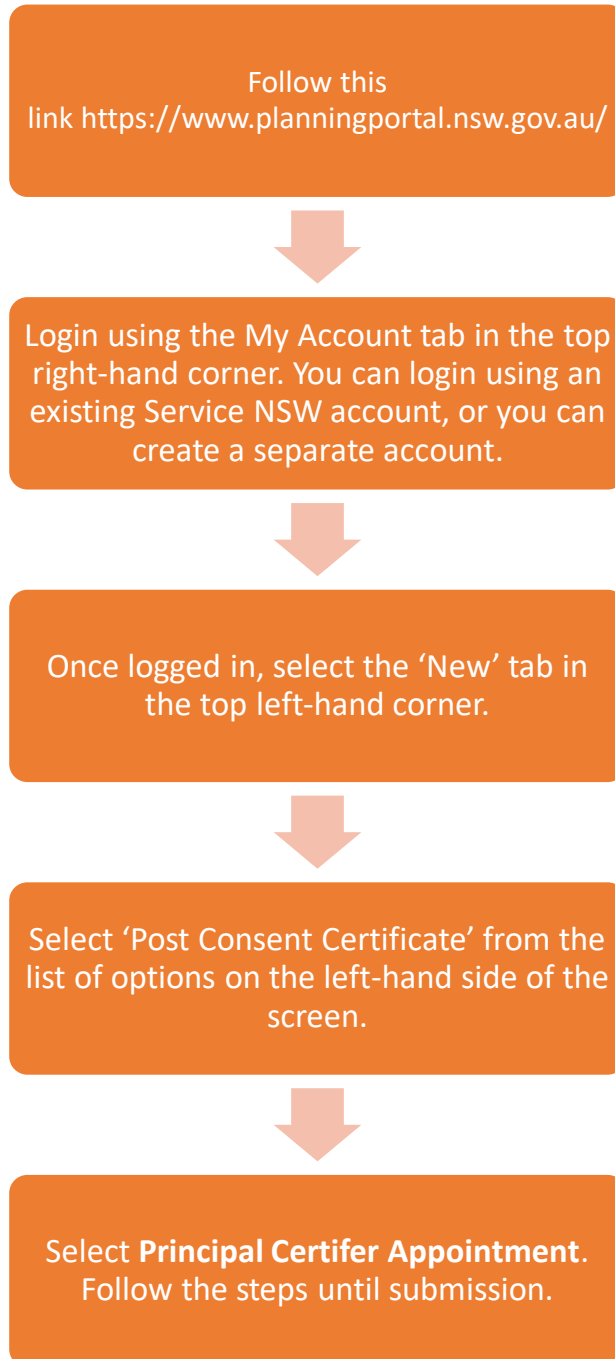 Follow this
link https://www.planningportal.nsw.gov.au/
Login using the My Account tab in the top
right-hand corner. You can login using an
existing Service NSW account, or you can
create a separate account.
Once logged in, select the ‘New’ tab in
the top left-hand corner.
Select ‘Post Consent Certificate’ from the
list of options on the left-hand side of the
screen.
Select Principal Certifer Appointment.
Follow the steps until submission.